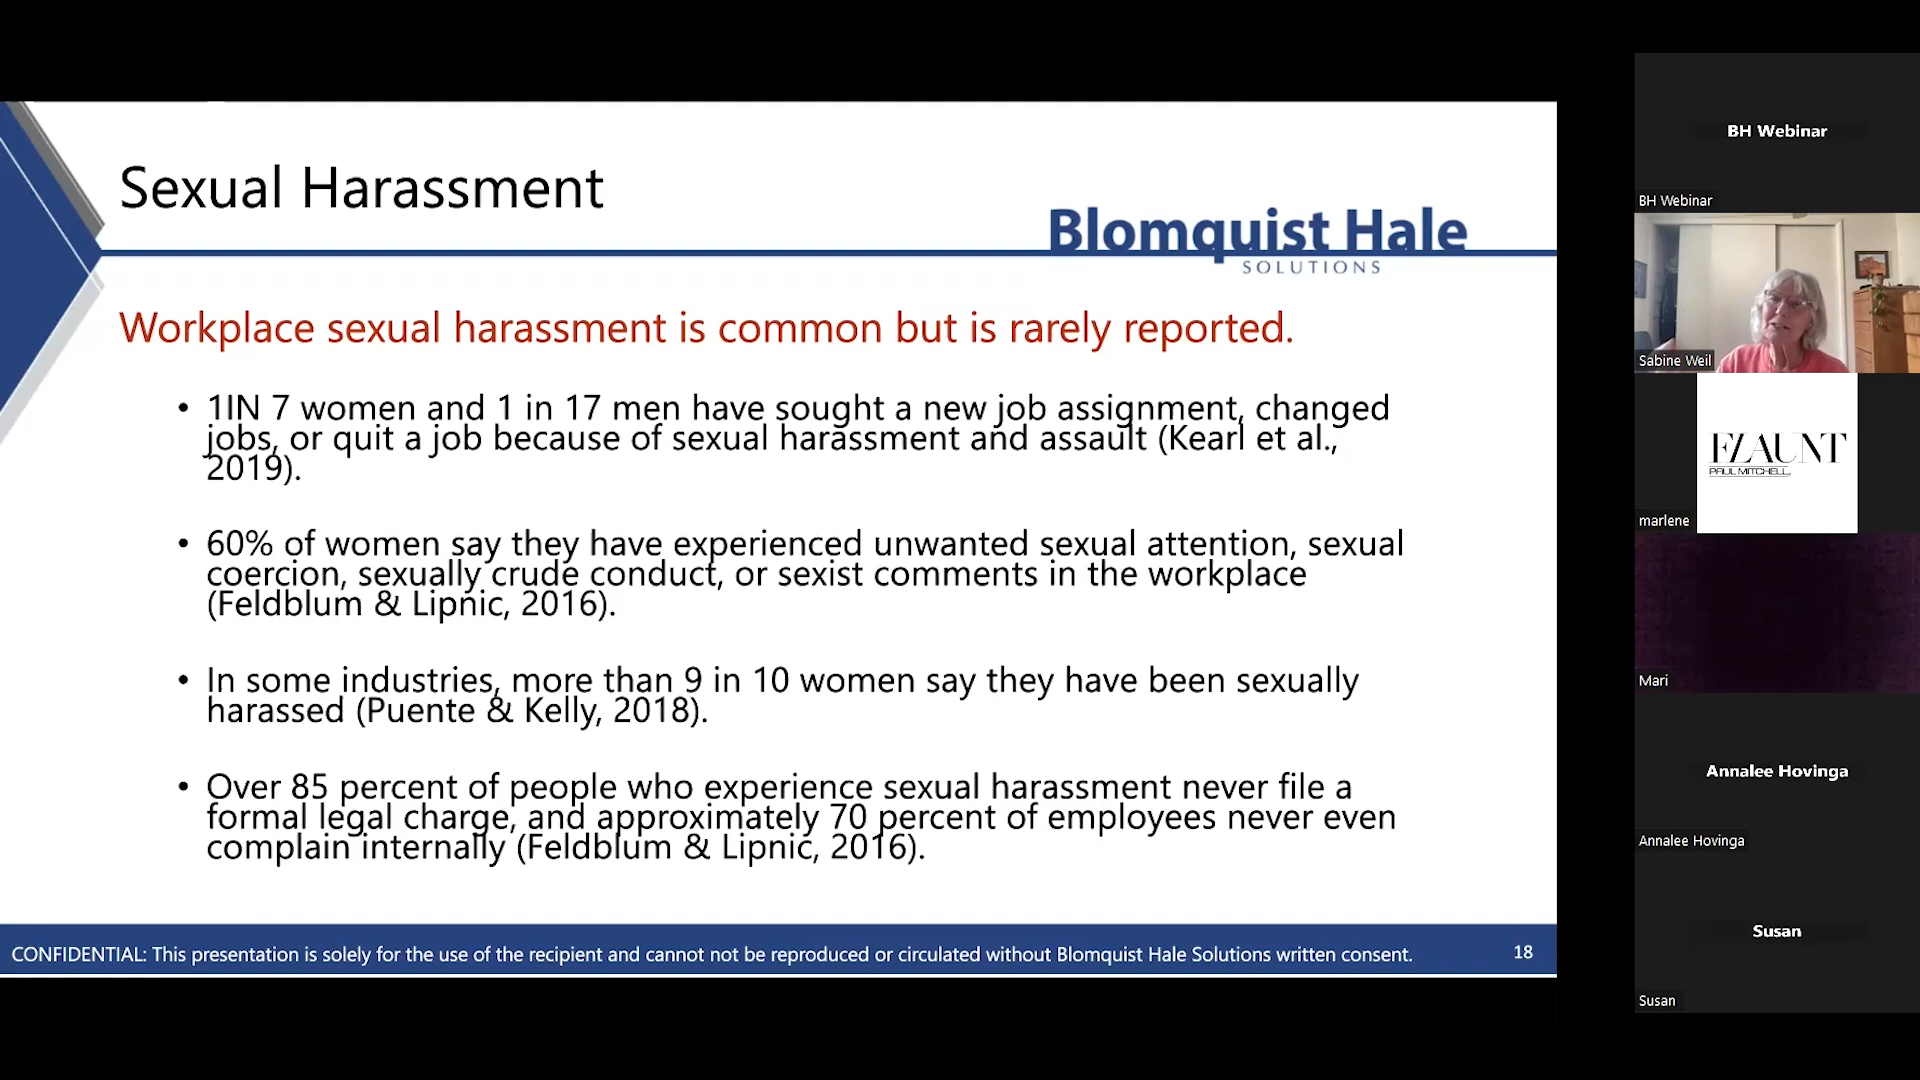 Sexual Harassment
Blomquist Hale
SOLUTIONS
Workplace sexual harassment is common but is rarely reported.
• 1IN 7 women and 1 in 17 men have sought a new job assignment, changed
jobs, or quit a job because of sexual harassment and assault (Kearl et al.,
2019).
• 60% of women say they have experienced unwanted sexual attention, sexual
coercion, sexually crude conduct, or sexist comments in the workplace
(Feldblum & Lipnic, 2016).
• In some industries, more than 9 in 10 women say they have been sexually
harassed (Puente & Kelly, 2018).
• Over 85 percent of people who experience sexual harassment never file a
formal legal charge, and approximately 70 percent of employees never even
complain internally (Feldblum & Lipnic, 2016).
CONFIDENTIAL: This presentation is solely for the use of the recipient and cannot not be reproduced or circulated without Blomquist Hale Solutions written consent.
18
BH Webinar
BH Webinar
Sabine Weil
FLAUNT
PAUL MITCHELL
marlene
Mari
Annalee Hovinga
Annalee Hovinga
Susan
Susan